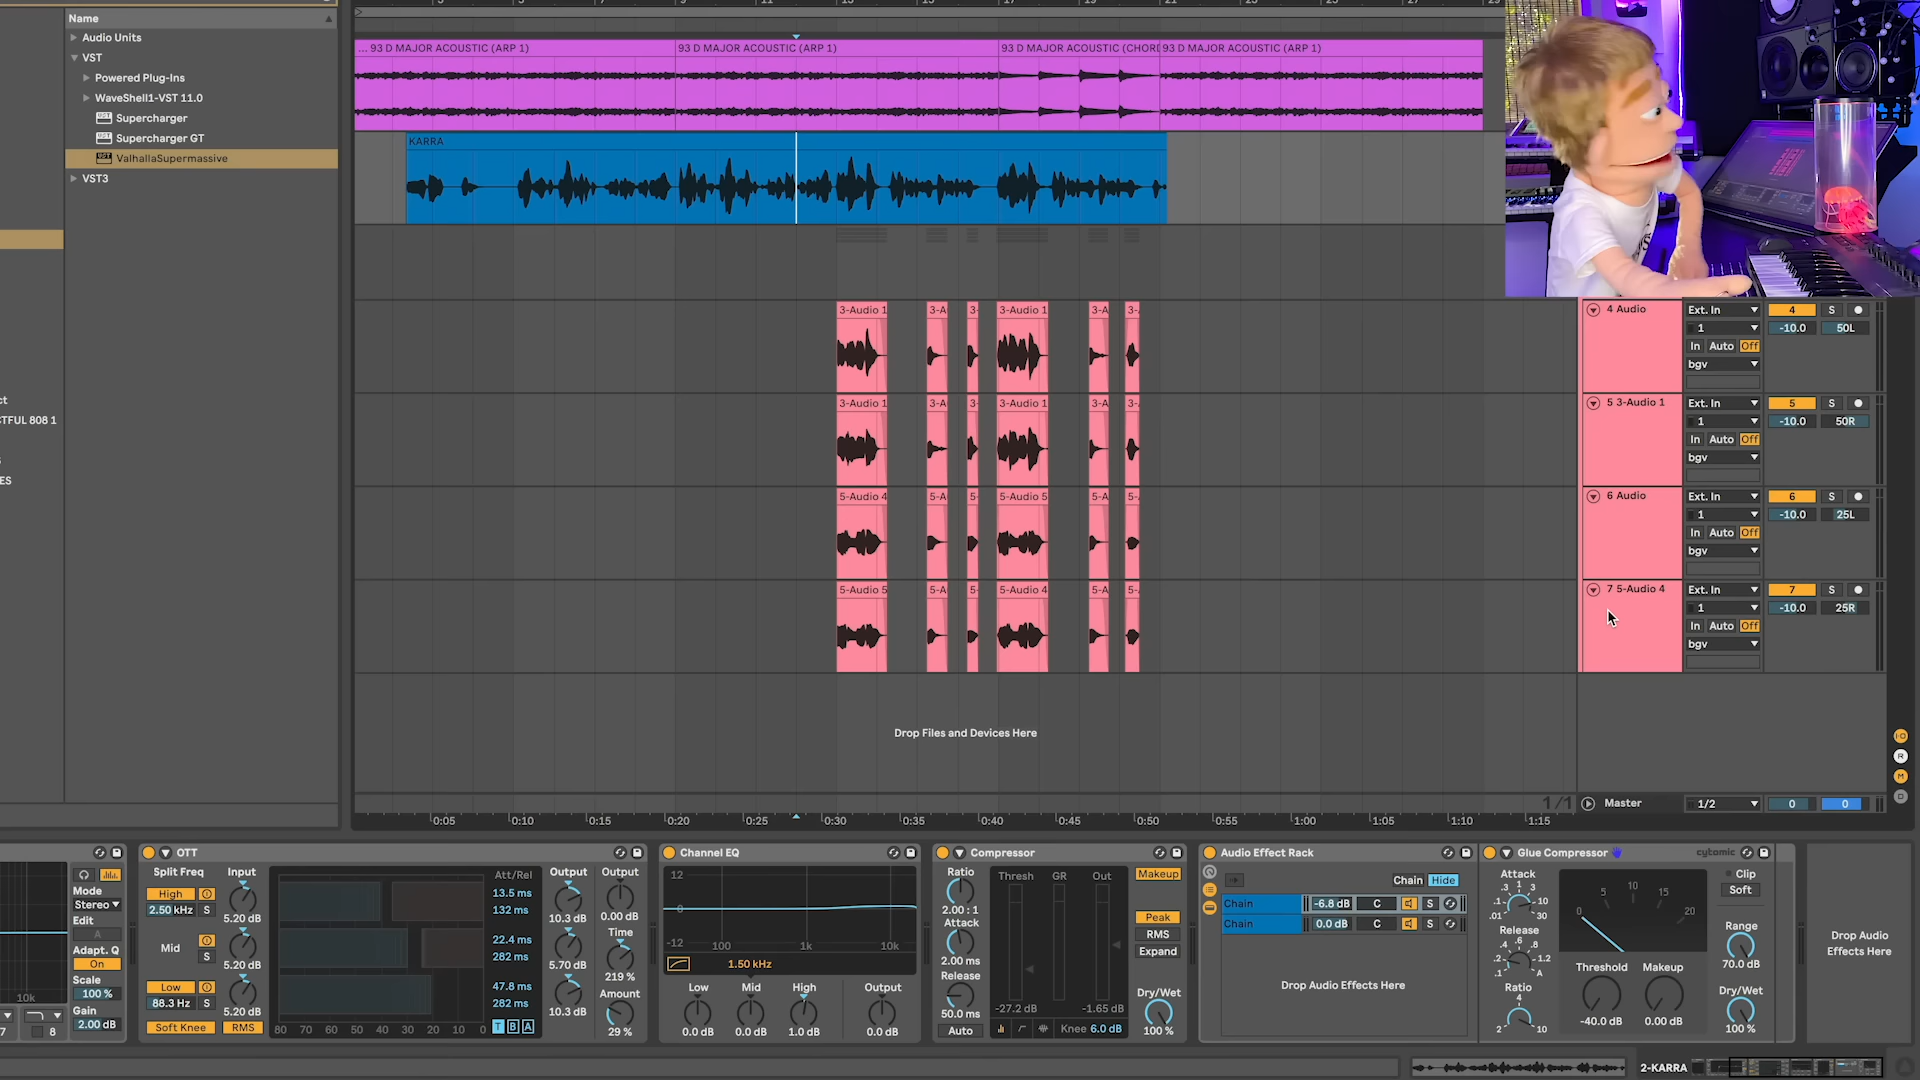 Name
Audio Units
VST
Powered Plug-Ins
WaveShell1-VST 11.0
Supercharger
Supercharger GT
ValhallaSupermassive
VST3
ct
CTFUL 808 1
ES
... 93 D MAJOR ACOUSTIC (ARP 1)
93 D MAJOR ACOUSTIC (ARP 1)
93 D MAJOR ACOUSTIC (CHORD
93 D MAJOR ACOUSTIC (ARP 1)
KARRA
3-Audio 1 3-A 3- 3-Audio 1 3-A 3-A
3-Audio 1 3-A 3- 3-Audio 1 3-A 3-A
5-Audio 4 5-A 5- 5-Audio 5 5-A 5-
5-Audio 5 5-A 5- 5-Audio 4 5-A 5-
4 Audio Ext. In 4 S
1 -10.0 50L
In Auto Off
bgv
5 3-Audio 1 Ext. In 5 S
1 -10.0 50R
In Auto Off
bgv
6 Audio Ext. In 6 S
1 -10.0 25L
In Auto Off
bgv
7 5-Audio 4 Ext. In 7 S
1 -10.0 25R
In Auto Off
bgv
Drop Files and Devices Here
1/1
Master 1/2 0 0
0:05 0:10 0:15 0:20 0:25 0:30 0:35 0:40 0:45 0:50 1:00 1:05 1:10 1:15
Mode
Stereo
Edit
A
Adapt. Q
On
Scale
100 %
Gain
2.00 dB
10k
7 8
OTT
Split Freq Input
High
2.50 kHz S 5.20 dB
Mid
S 5.20 dB
Low
88.3 Hz S 5.20 dB
Soft Knee RMS
80 70 60 50 40 30 20 10 0
Att/Rel
13.5 ms
132 ms
22.4 ms
282 ms
47.8 ms
282 ms
T B A
Output
10.3 dB
5.70 dB
10.3 dB
Output
0.00 dB
Time
219 %
Amount
29 %
Channel EQ
12
0
-12 100 1k 10k
1.50 kHz
Low Mid High Output
0.0 dB 0.0 dB 1.0 dB 0.0 dB
Compressor
Ratio
2.00 : 1
Attack
2.00 ms
Release
50.0 ms
Auto
Thresh GR Out
-27.2 dB -1.65 dB
Knee 6.0 dB
Makeup
Peak
RMS
Expand
Dry/Wet
100 %
Audio Effect Rack
Chain Hide
Chain -6.8 dB C S
Chain 0.0 dB C S
Drop Audio Effects Here
Glue Compressor cytomic
Attack
.3 1 3
.1 10
.01 30
Release
.4 .6 .8
.2 1.2
.1 A
Ratio
4
2 10
0 5 10 15 20
Threshold Makeup
-40.0 dB 0.00 dB
Clip
Soft
Range
70.0 dB
Dry/Wet
100 %
Drop Audio
Effects Here
2-KARRA